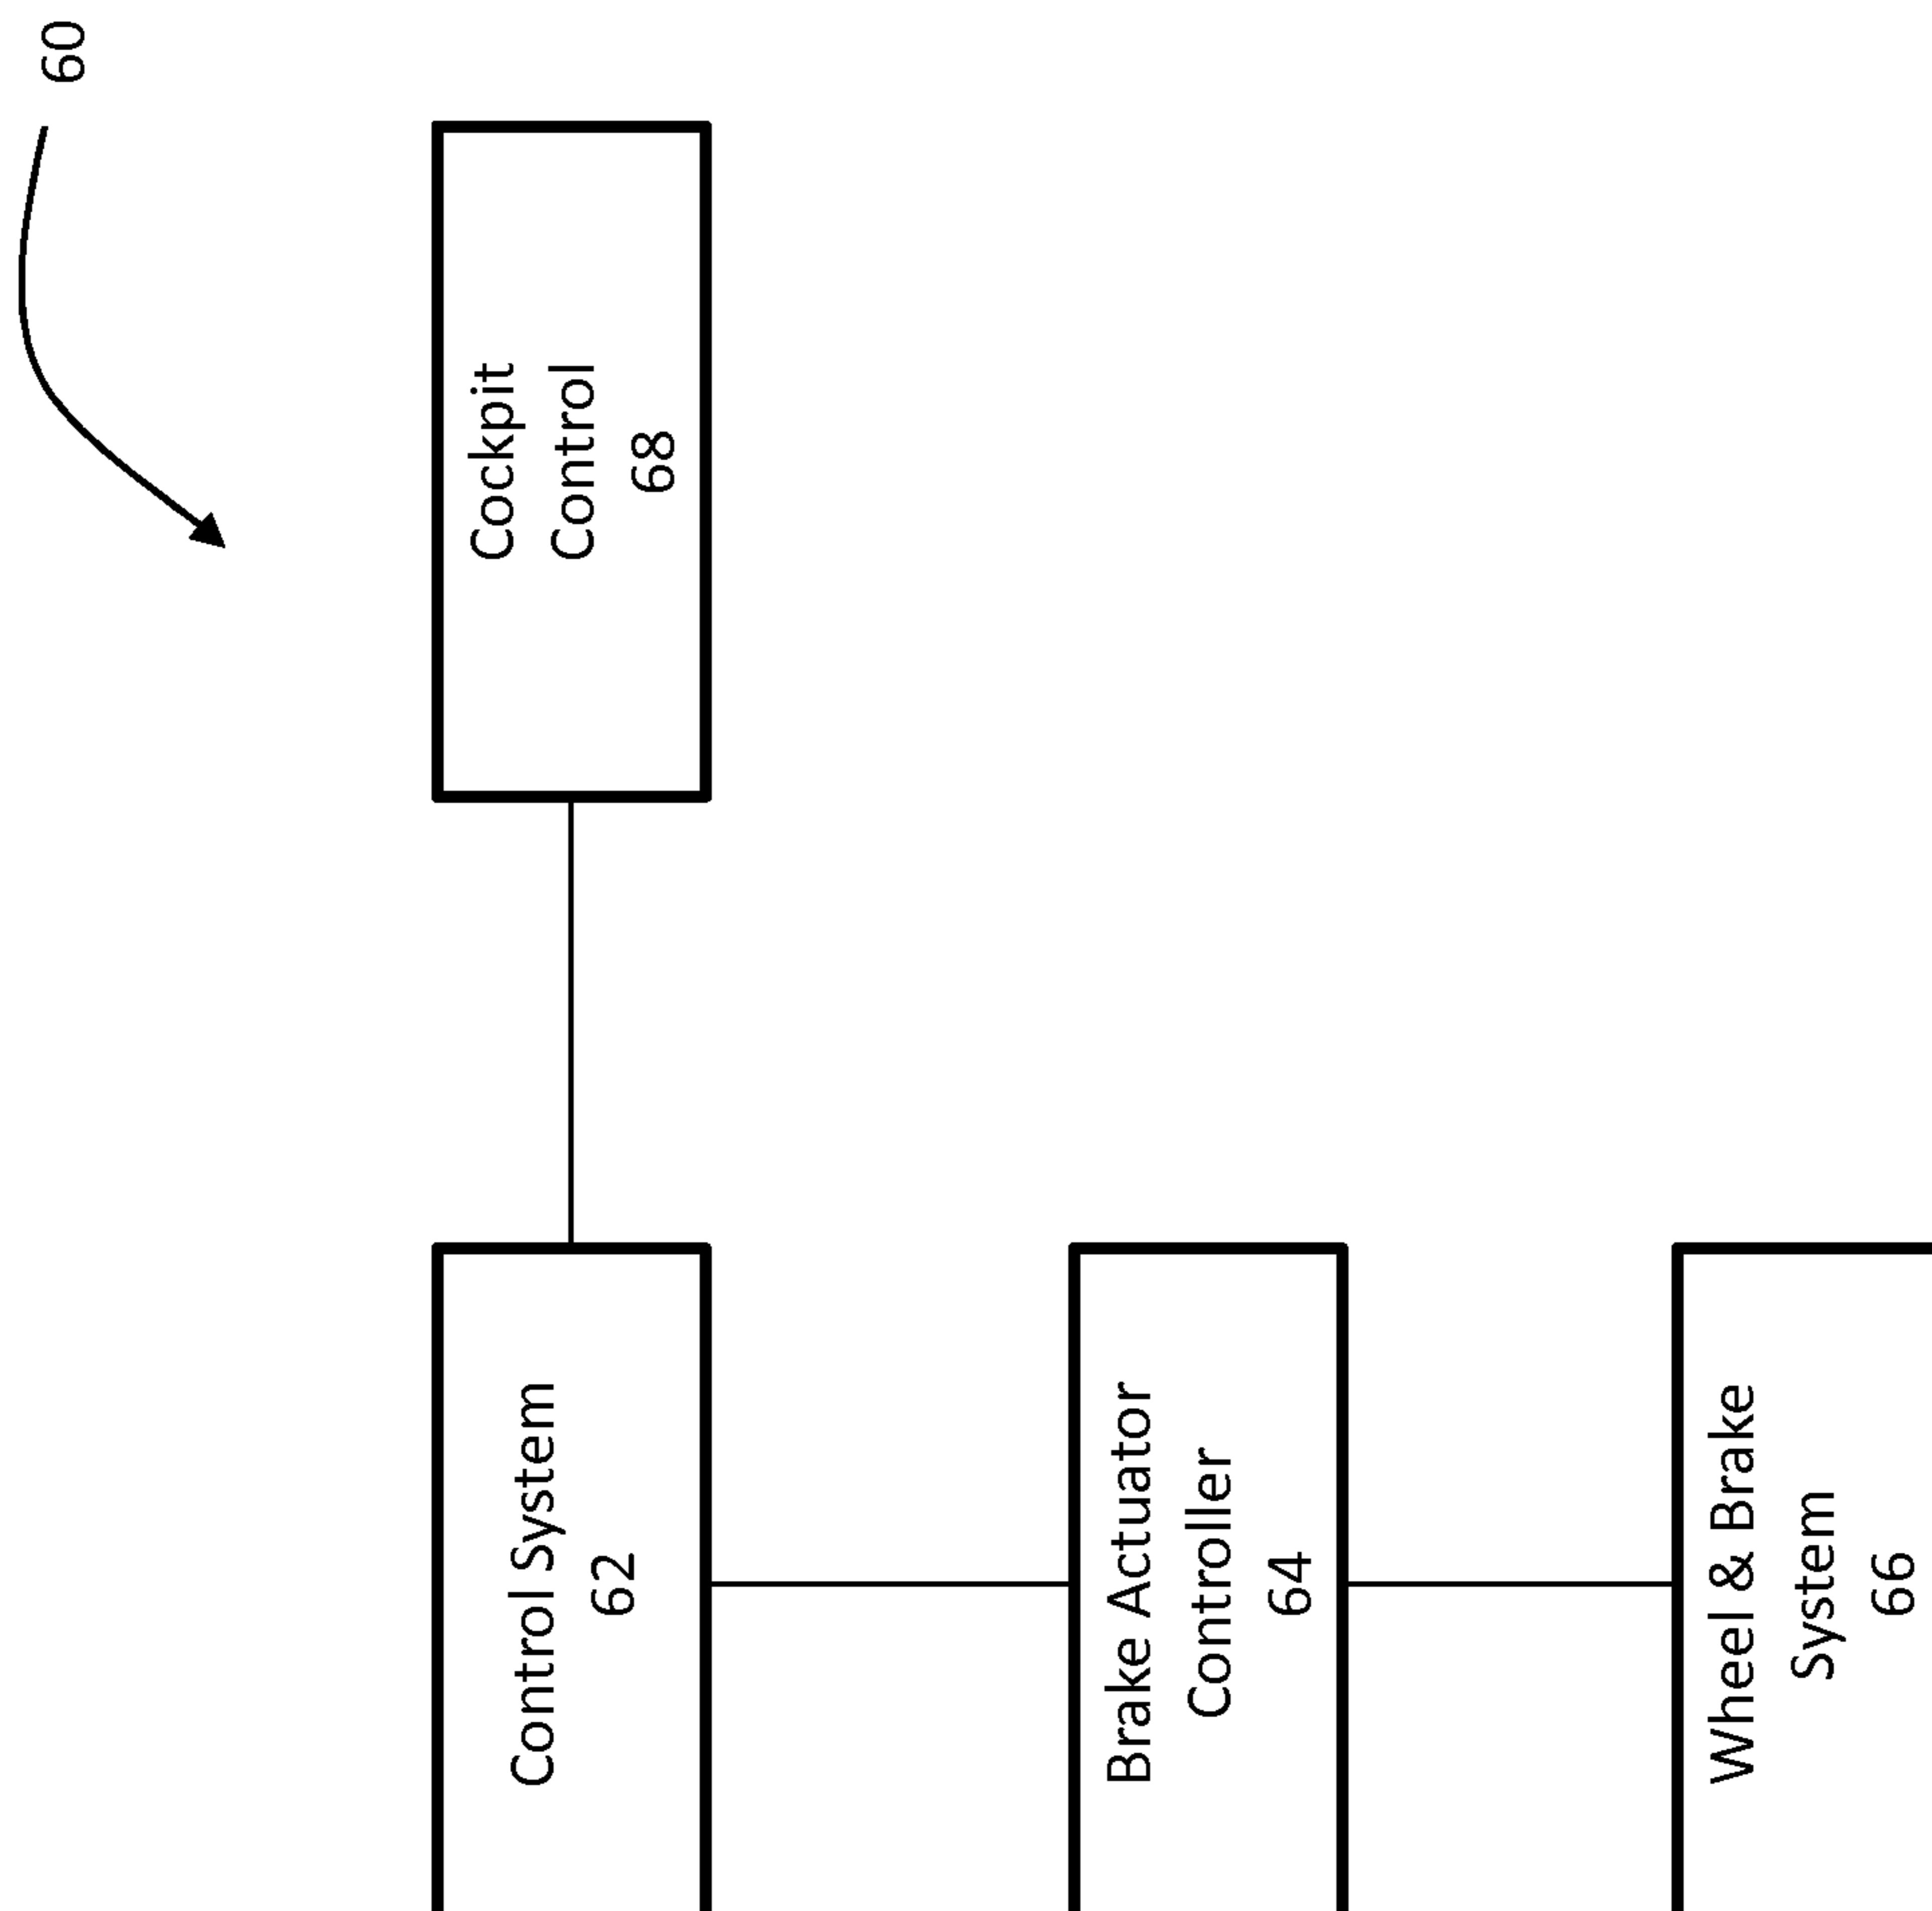 60
Control System
62
Cockpit
Control
68
Brake Actuator
Controller
64
Wheel & Brake
System
66